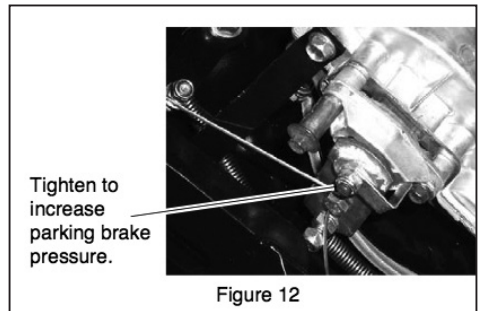 Tighten to
increase
parking brake
pressure.
Figure 12